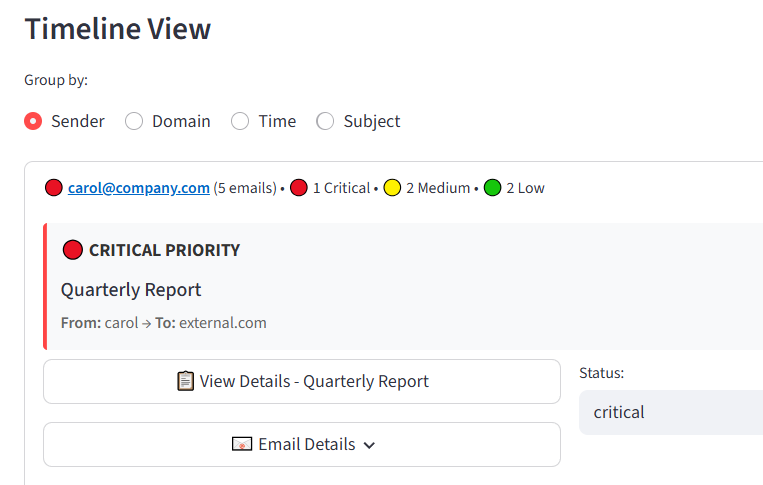 Timeline View
Group by:
Sender Domain Time Subject
carol@company.com (5 emails) • 1 Critical • 2 Medium • 2 Low
CRITICAL PRIORITY
Quarterly Report
From: carol → To: external.com
View Details - Quarterly Report
Status:
critical
Email Details